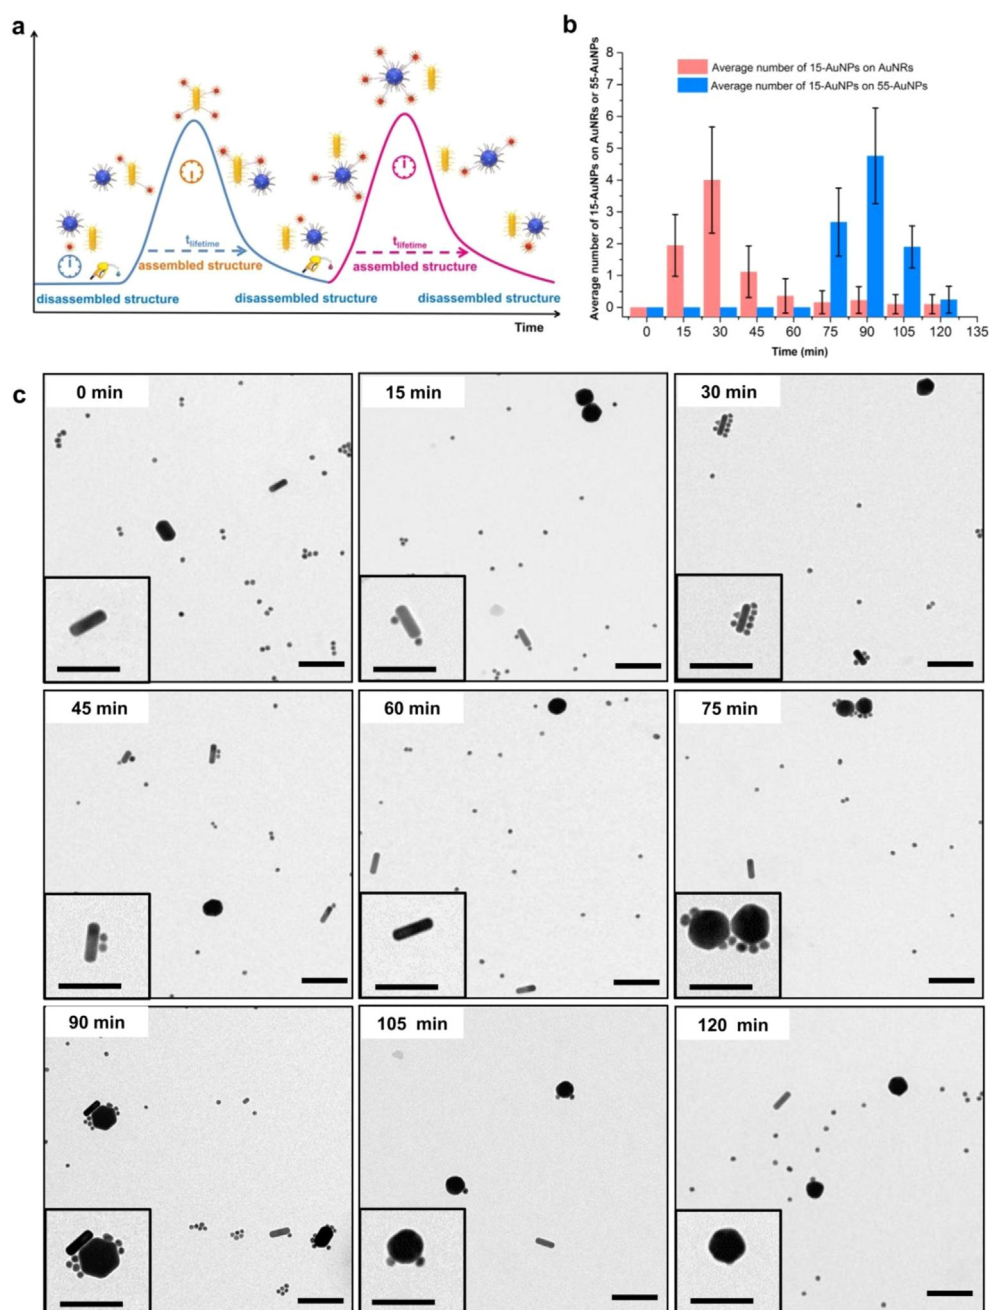 a
t lifetime
assembled structure
t lifetime
assembled structure
disassembled structure
disassembled structure
disassembled structure
Time
b
Average number of 15-AuNPs on AuNRs or 55-AuNPs
8
7
6
5
4
3
2
1
0
Average number of 15-AuNPs on AuNRs
Average number of 15-AuNPs on 55-AuNPs
0 15 30 45 60 75 90 105 120 135
Time (min)
c
0 min
15 min
30 min
45 min
60 min
75 min
90 min
105 min
120 min